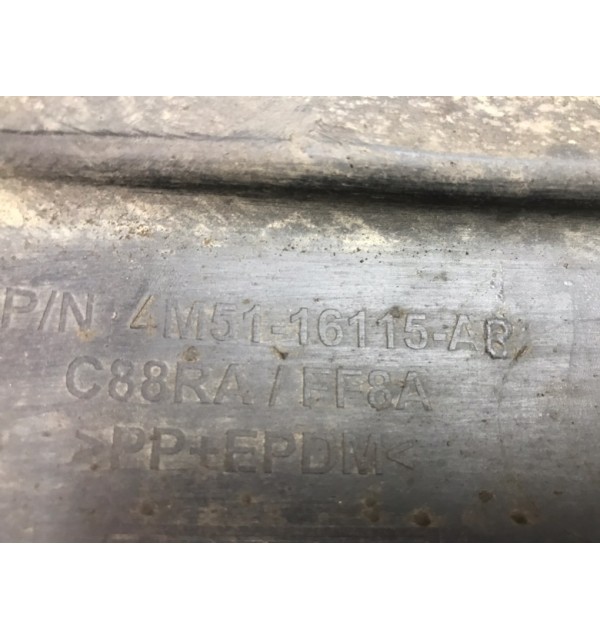 P/N 4M51-16115-AB
C88RA / FF8A
>PP+EPDM<